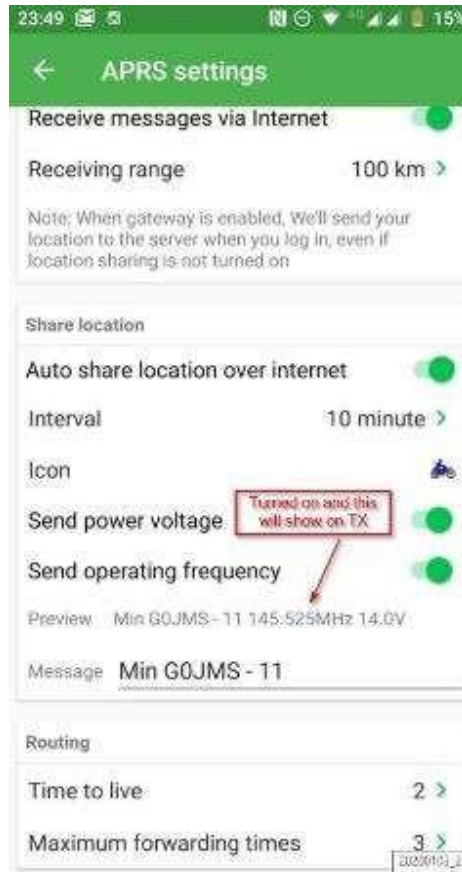 23:49 15%
APRS settings
Receive messages via Internet
Receiving range 100 km >
Note: When gateway is enabled, We'll send your
location to the server when you log in, even if
location sharing is not turned on
Share location
Auto share location over internet
Interval 10 minute >
Icon
Send power voltage
Turned on and this
will show on TX
Send operating frequency
Preview Min G0JMS - 11 145.525MHz 14.0V
Message Min G0JMS - 11
Routing
Time to live 2 >
Maximum forwarding times 3 >